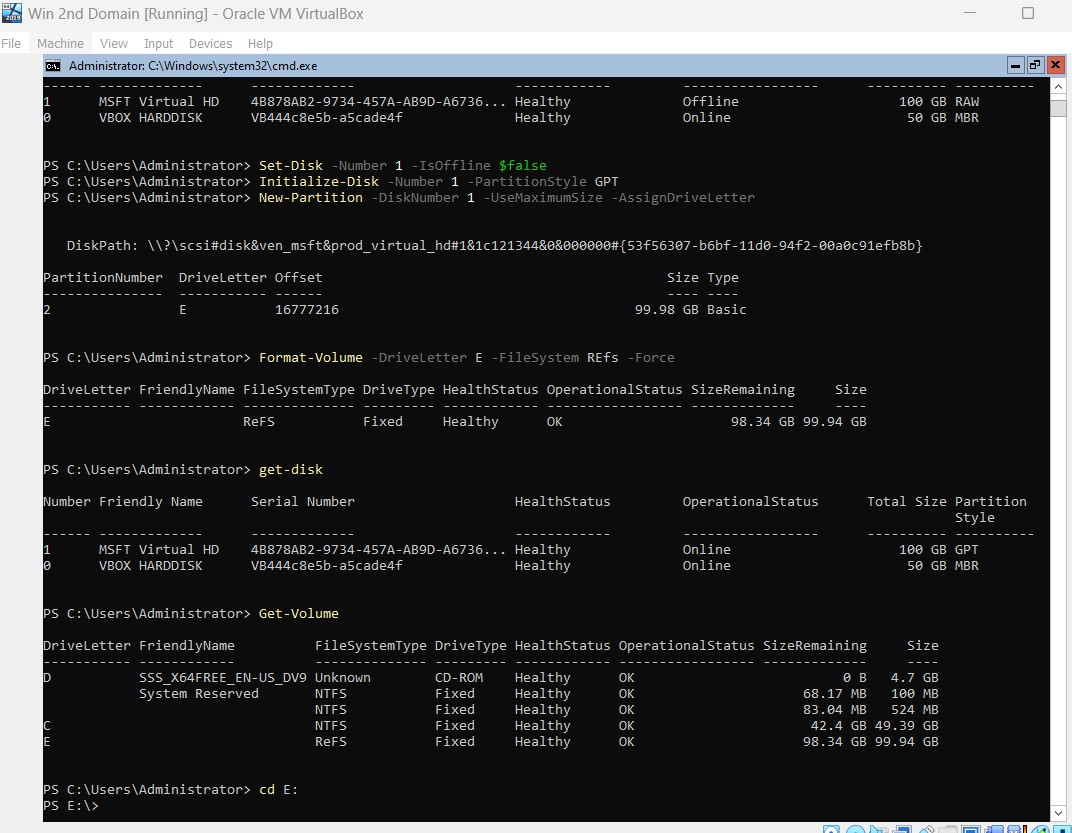 Win 2nd Domain [Running] - Oracle VM VirtualBox
File Machine View Input Devices Help
Administrator: C:\Windows\system32\cmd.exe
------ ------------- ------------- ------------ ----------------- ---------- ----------
1 MSFT Virtual HD 4B878AB2-9734-457A-AB9D-A6736... Healthy Offline 100 GB RAW
0 VBOX HARDDISK VB444c8e5b-a5cade4f Healthy Online 50 GB MBR
PS C:\Users\Administrator> Set-Disk -Number 1 -IsOffline $false
PS C:\Users\Administrator> Initialize-Disk -Number 1 -PartitionStyle GPT
PS C:\Users\Administrator> New-Partition -DiskNumber 1 -UseMaximumSize -AssignDriveLetter
DiskPath: \\?\scsi#disk&ven_msft&prod_virtual_hd#1&1c121344&0&000000#{53f56307-b6bf-11d0-94f2-00a0c91efb8b}
PartitionNumber DriveLetter Offset Size Type
--------------- ----------- ------ ---- ----
2 E 16777216 99.98 GB Basic
PS C:\Users\Administrator> Format-Volume -DriveLetter E -FileSystem REfs -Force
DriveLetter FriendlyName FileSystemType DriveType HealthStatus OperationalStatus SizeRemaining Size
----------- ------------ -------------- --------- ------------ ----------------- ------------- ----
E ReFS Fixed Healthy OK 98.34 GB 99.94 GB
PS C:\Users\Administrator> get-disk
Number Friendly Name Serial Number HealthStatus OperationalStatus Total Size Partition
Style
------ ------------- ------------- ------------ ----------------- ---------- ----------
1 MSFT Virtual HD 4B878AB2-9734-457A-AB9D-A6736... Healthy Online 100 GB GPT
0 VBOX HARDDISK VB444c8e5b-a5cade4f Healthy Online 50 GB MBR
PS C:\Users\Administrator> Get-Volume
DriveLetter FriendlyName FileSystemType DriveType HealthStatus OperationalStatus SizeRemaining Size
----------- ------------ -------------- --------- ------------ ----------------- ------------- ----
D SSS_X64FREE_EN-US_DV9 Unknown CD-ROM Healthy OK 0 B 4.7 GB
System Reserved NTFS Fixed Healthy OK 68.17 MB 100 MB
NTFS Fixed Healthy OK 83.04 MB 524 MB
C NTFS Fixed Healthy OK 42.4 GB 49.39 GB
E ReFS Fixed Healthy OK 98.34 GB 99.94 GB
PS C:\Users\Administrator> cd E:
PS E:\>